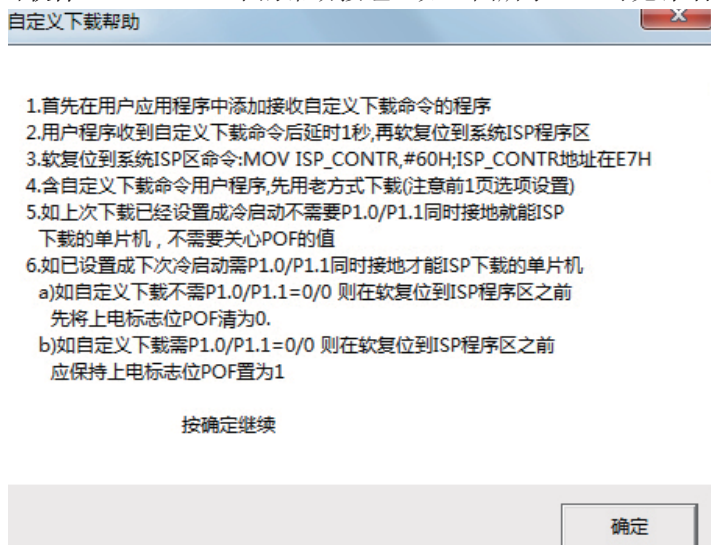 自定义下载帮助
1.首先在用户应用程序中添加接收自定义下载命令的程序
2.用户程序收到自定义下载命令后延时1秒,再软复位到系统ISP程序区
3.软复位到系统ISP区命令:MOV ISP_CONTR,#60H;ISP_CONTR地址在E7H
4.含自定义下载命令用户程序,先用老方式下载(注意前1页选项设置)
5.如上次下载已经设置成冷启动不需要P1.0/P1.1同时接地就能ISP
下载的单片机，不需要关心POF的值
6.如已设置成下次冷启动需P1.0/P1.1同时接地才能ISP下载的单片机
a)如自定义下载不需P1.0/P1.1=0/0 则在软复位到ISP程序区之前
先将上电标志位POF清为0.
b)如自定义下载需P1.0/P1.1=0/0 则在软复位到ISP程序区之前
应保持上电标志位POF置为1
按确定继续
确定